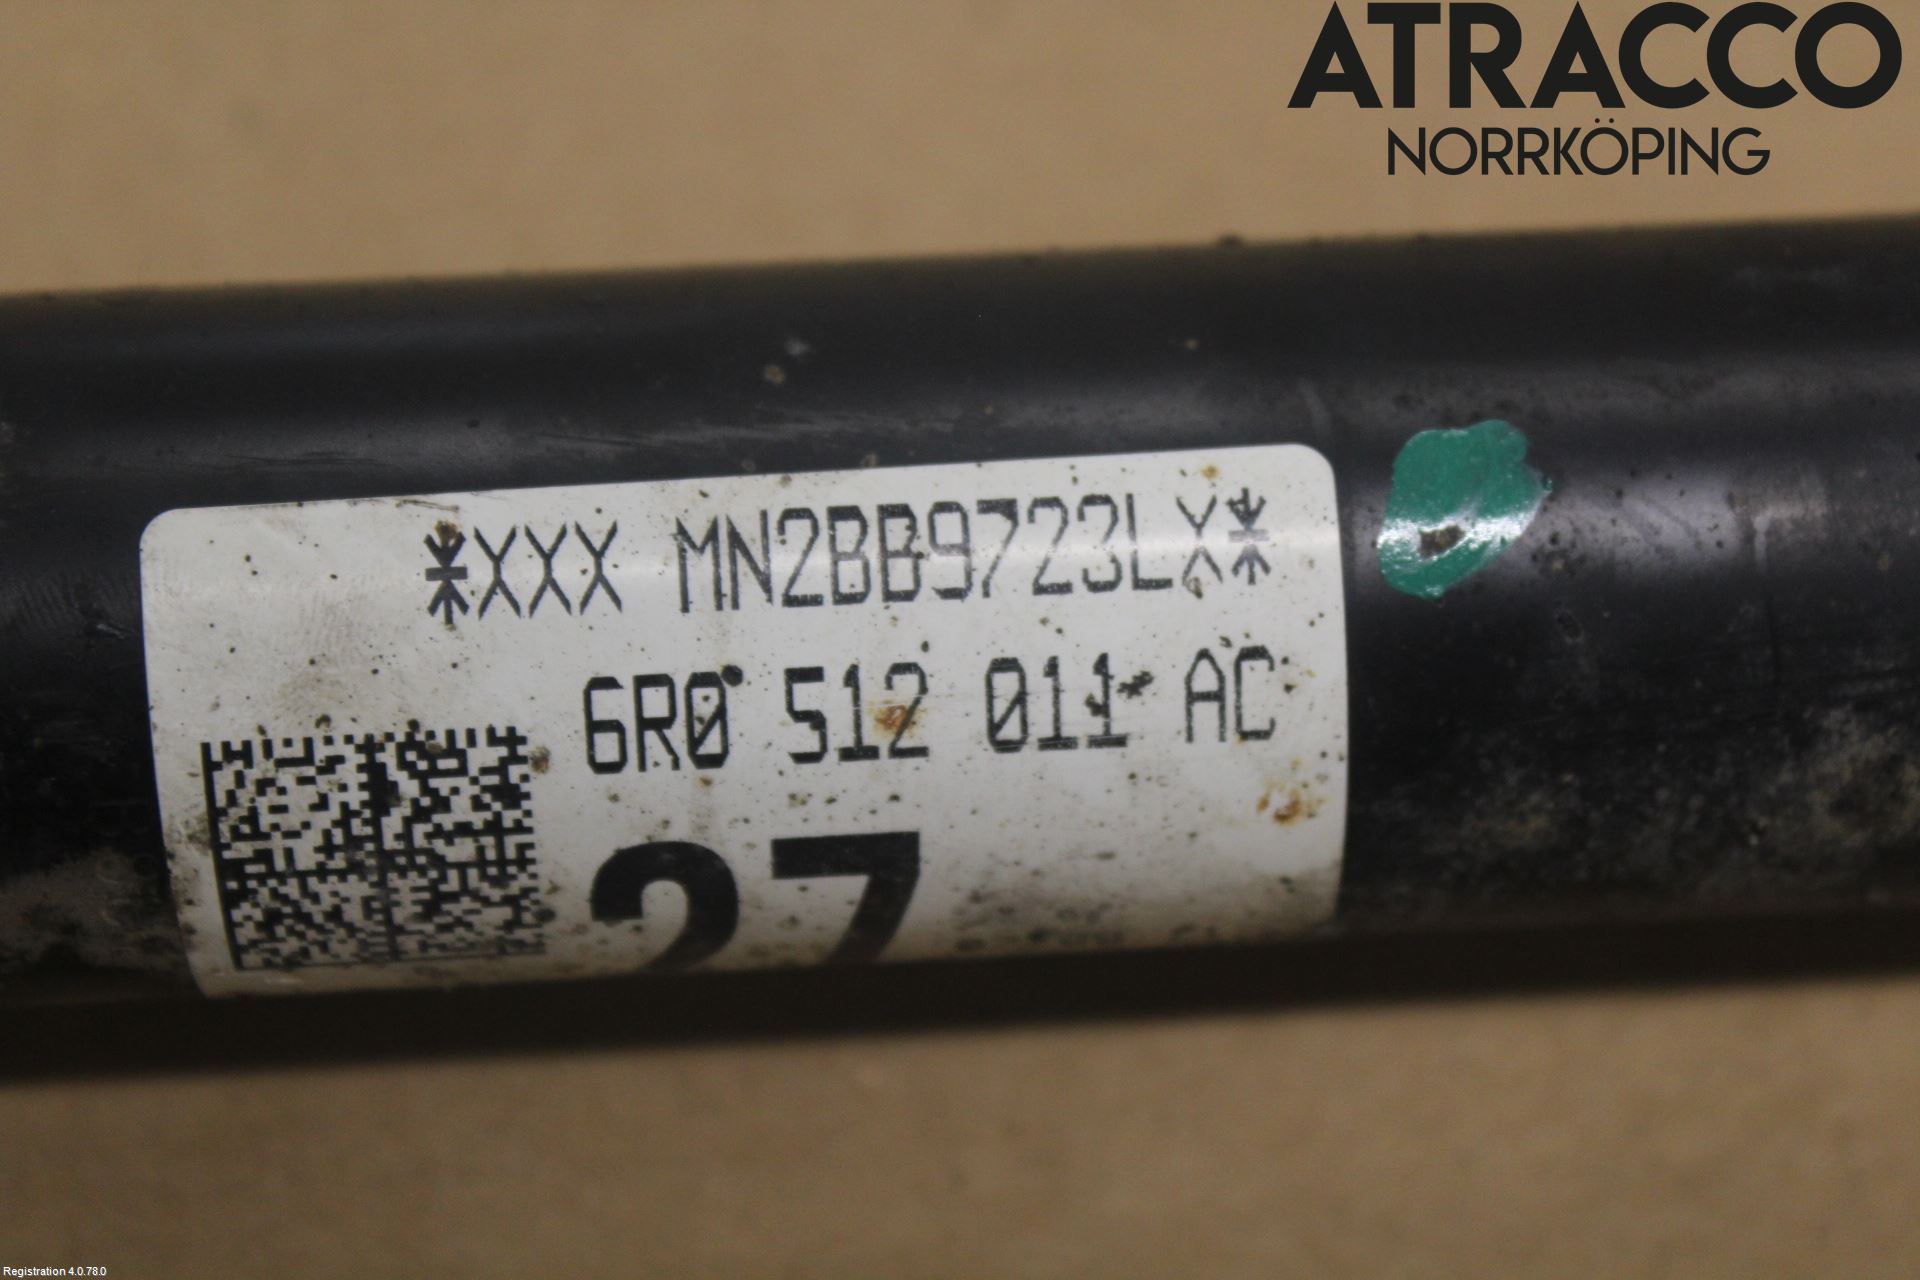 ATRACCO
NORRKÖPING
*XXX MN2BB9723LX*
6R0 512 011 AC
27
Registration 4.0.78.0